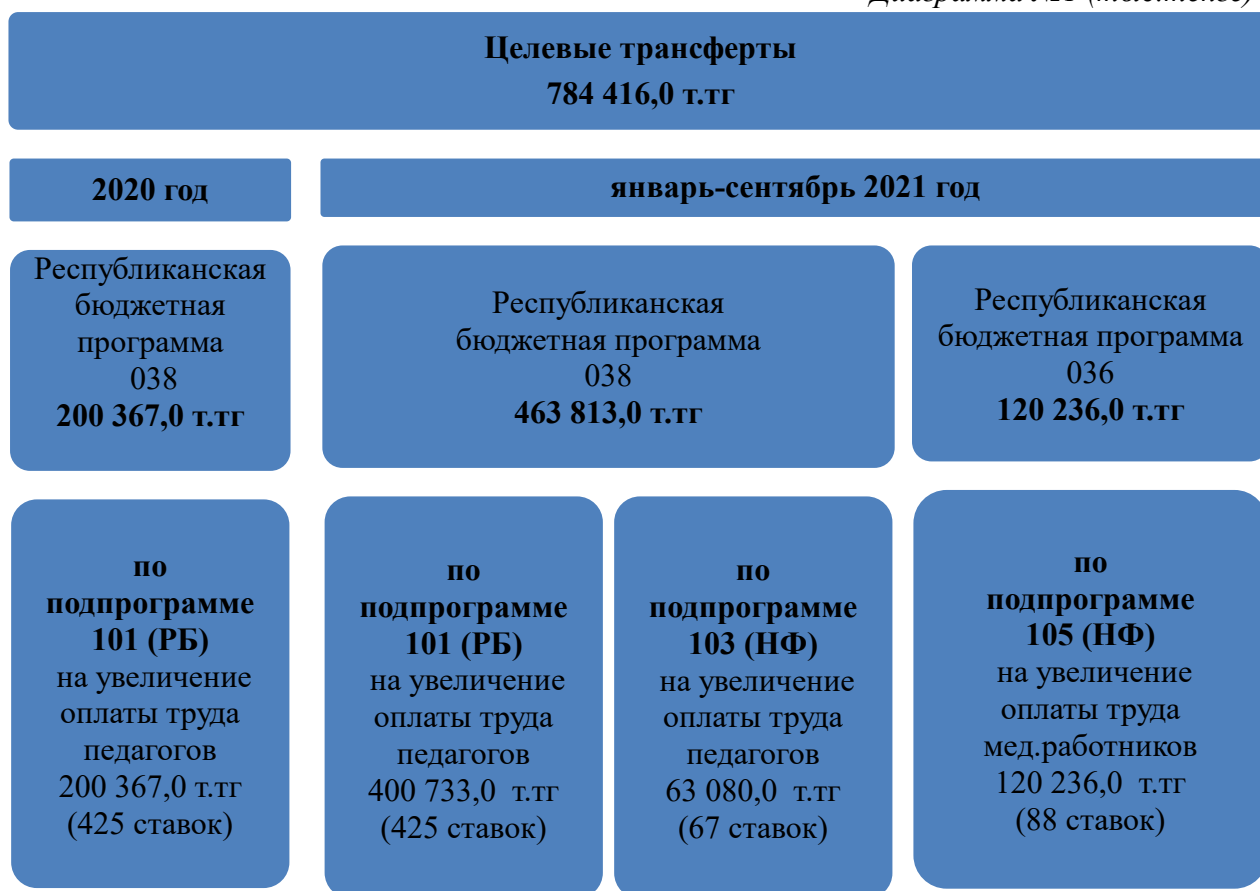 Диаграмма №1 (тыс.тенге)
Целевые трансферты
784 416,0 т.тг
2020 год
январь-сентябрь 2021 год
Республиканская
бюджетная
программа
038
200 367,0 т.тг
Республиканская
бюджетная программа
038
463 813,0 т.тг
Республиканская
бюджетная программа
036
120 236,0 т.тг
по
подпрограмме
101 (РБ)
на увеличение
оплаты труда
педагогов
200 367,0 т.тг
(425 ставок)
по
подпрограмме
101 (РБ)
на увеличение
оплаты труда
педагогов
400 733,0 т.тг
(425 ставок)
по
подпрограмме
103 (НФ)
на увеличение
оплаты труда
педагогов
63 080,0 т.тг
(67 ставок)
по
подпрограмме
105 (НФ)
на увеличение
оплаты труда
мед.работников
120 236,0 т.тг
(88 ставок)